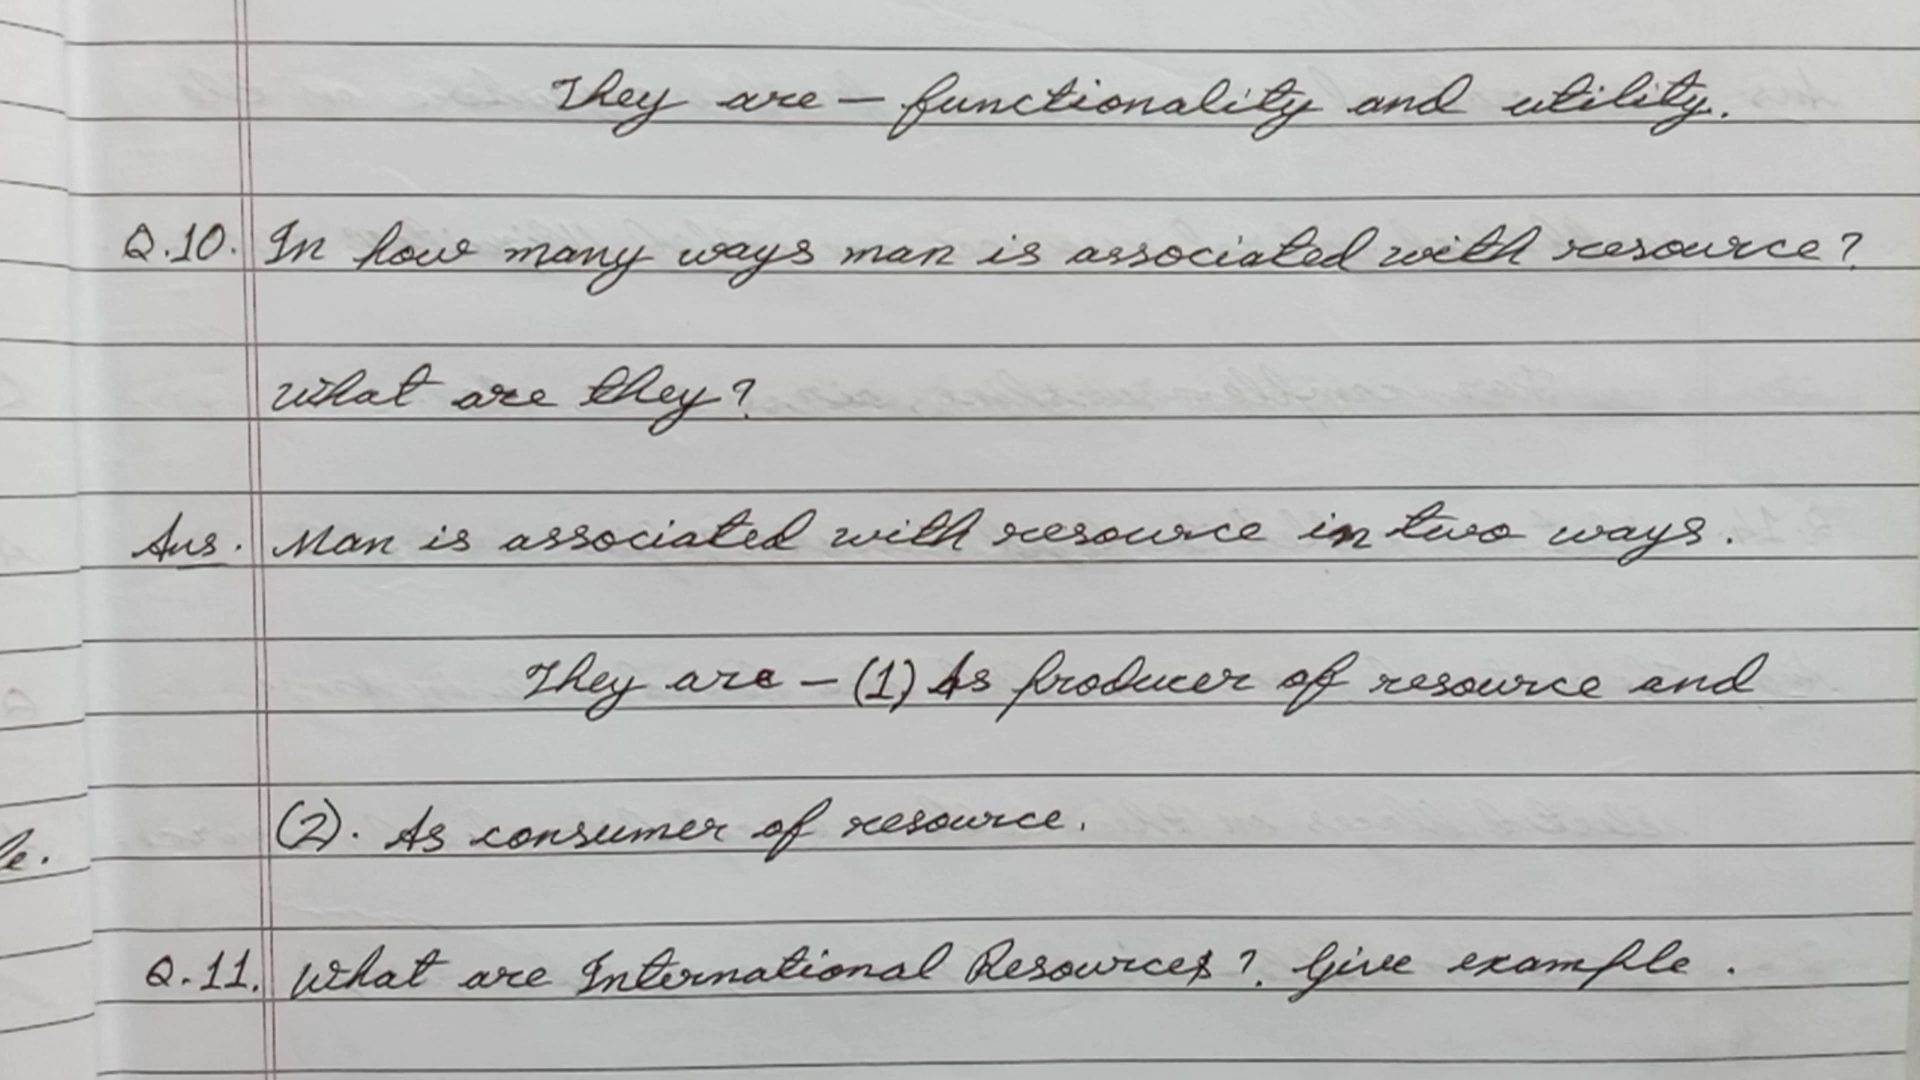 They are - functionality and utility.
Q.10. In how many ways man is associated with resource?
What are they?
Ans. Man is associated with resource in two ways.
They are - (1) As producer of resource and
(2). As consumer of resource.
le.
Q.11. What are International Resources? Give example.